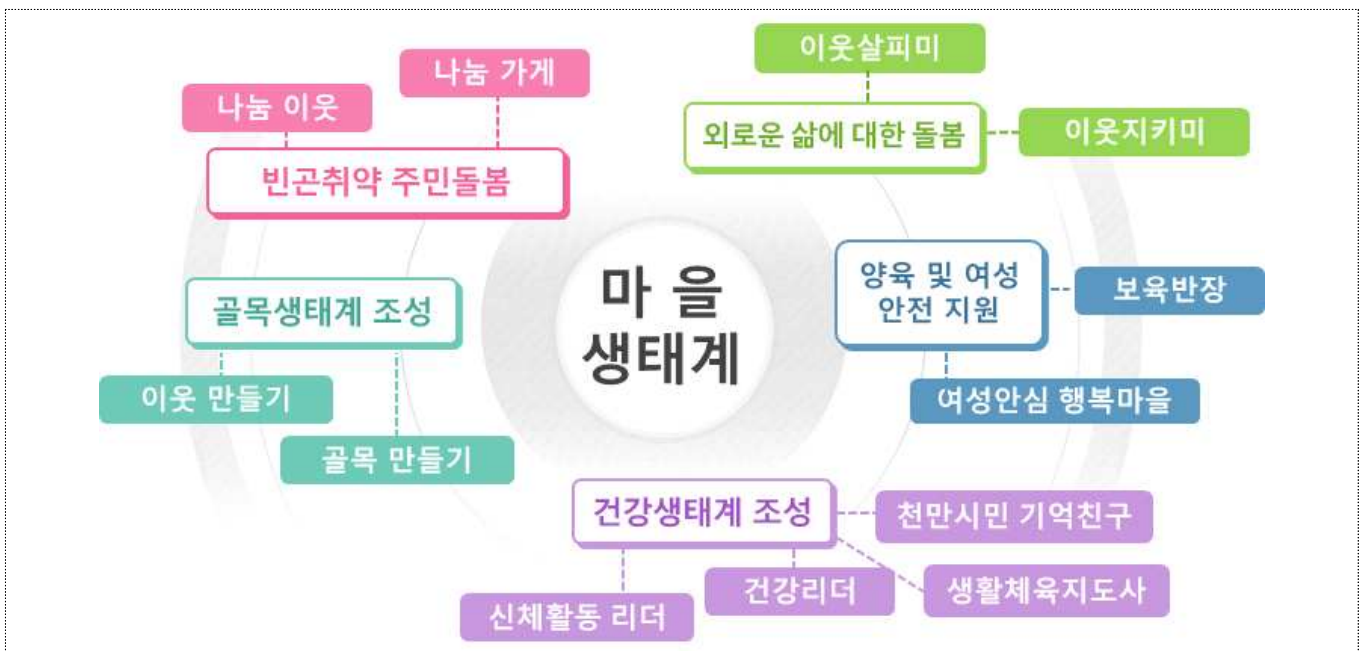 나눔 가게
나눔 이웃
빈곤취약 주민돌봄
이웃살피미
외로운 삶에 대한 돌봄
이웃지키미
마 을
생태계
골목생태계 조성
이웃 만들기
골목 만들기
양육 및 여성
안전 지원
보육반장
여성안심 행복마을
건강생태계 조성
천만시민 기억친구
건강리더
생활체육지도사
신체활동 리더